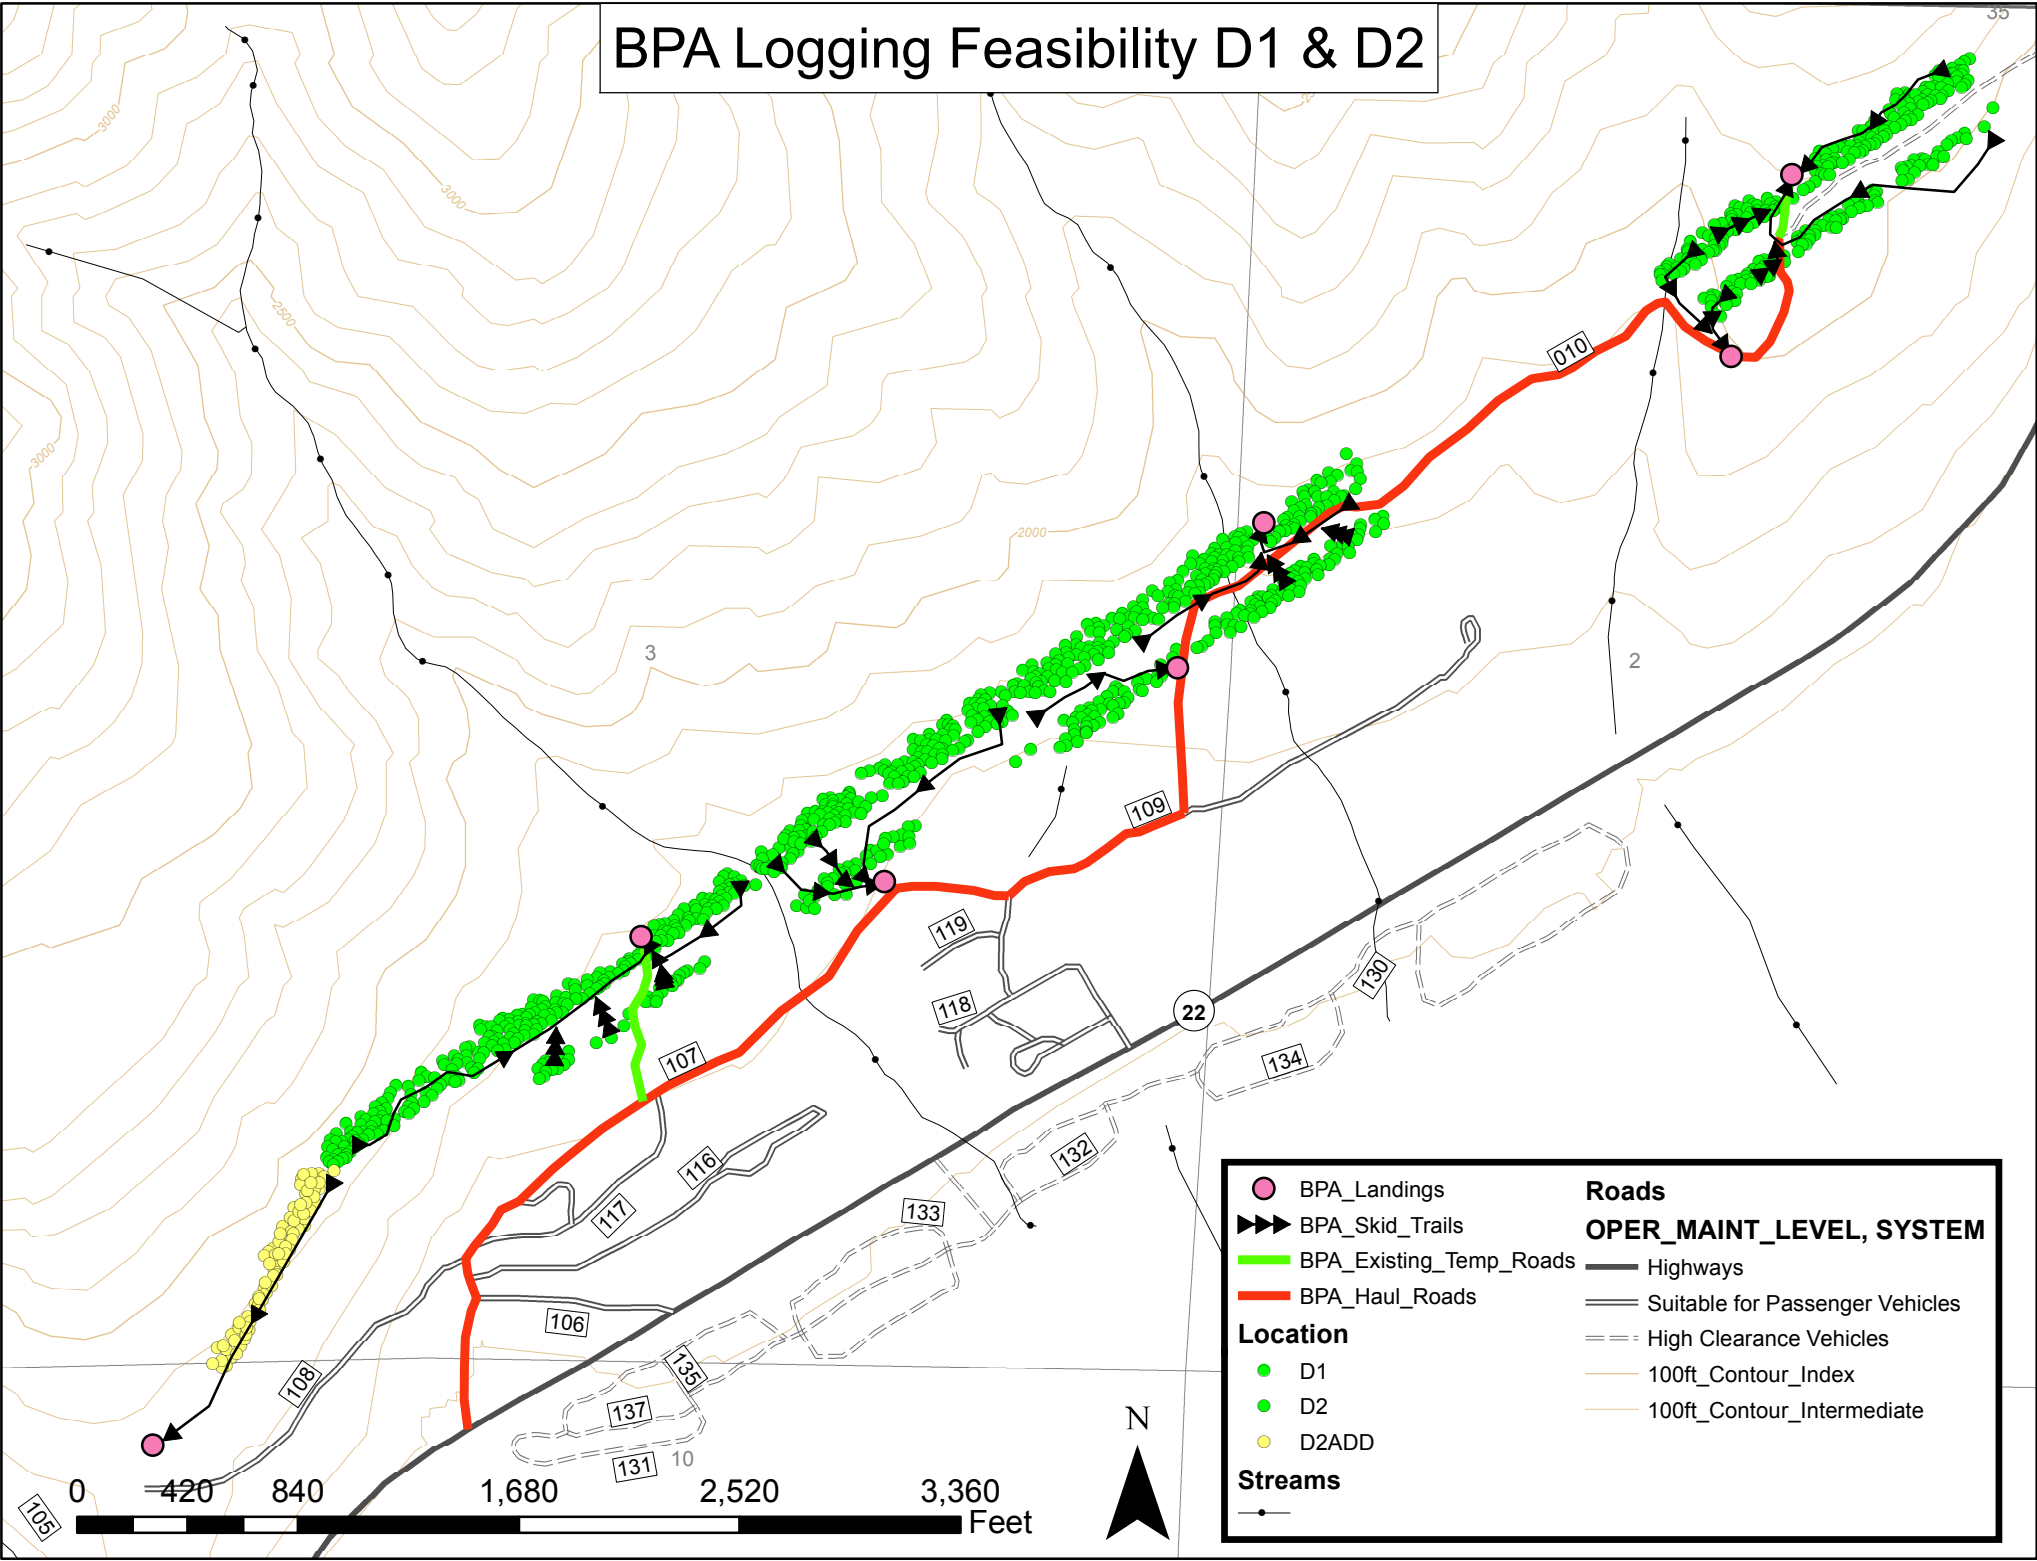 BPA Logging Feasibility D1 & D2
35
3000
3000
2500
3000
2000
010
3
2
109
119
118
22
130
107
134
116
132
117
133
106
108
135
137
131
10
105
N
0 420 840 1,680 2,520 3,360
Feet
BPA_Landings
BPA_Skid_Trails
BPA_Existing_Temp_Roads
BPA_Haul_Roads
Location
D1
D2
D2ADD
Streams
Roads
OPER_MAINT_LEVEL, SYSTEM
Highways
Suitable for Passenger Vehicles
High Clearance Vehicles
100ft_Contour_Index
100ft_Contour_Intermediate